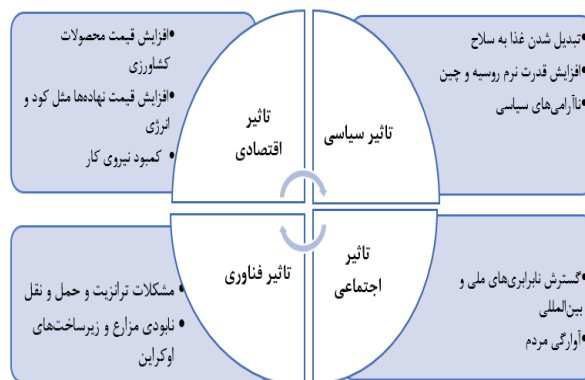 •تبدیل شدن غذا به سلاح
•افزایش قدرت نرم روسیه و چین
•ناآرامی‌های سیاسی
تاثیر سیاسی
•افزایش قیمت محصولات
کشاورزی
•افزایش قیمت نهاده‌ها مثل کود و
انرژی
• کمبود نیروی کار
تاثیر
اقتصادی
•گسترش نابرابری‌های ملی و
بین‌المللی
•آوارگی مردم
تاثیر
اجتماعی
تاثیر فناوری
• مشکلات ترانزیت و حمل و نقل
• نابودی مزارع و زیرساخت‌های
اوکراین